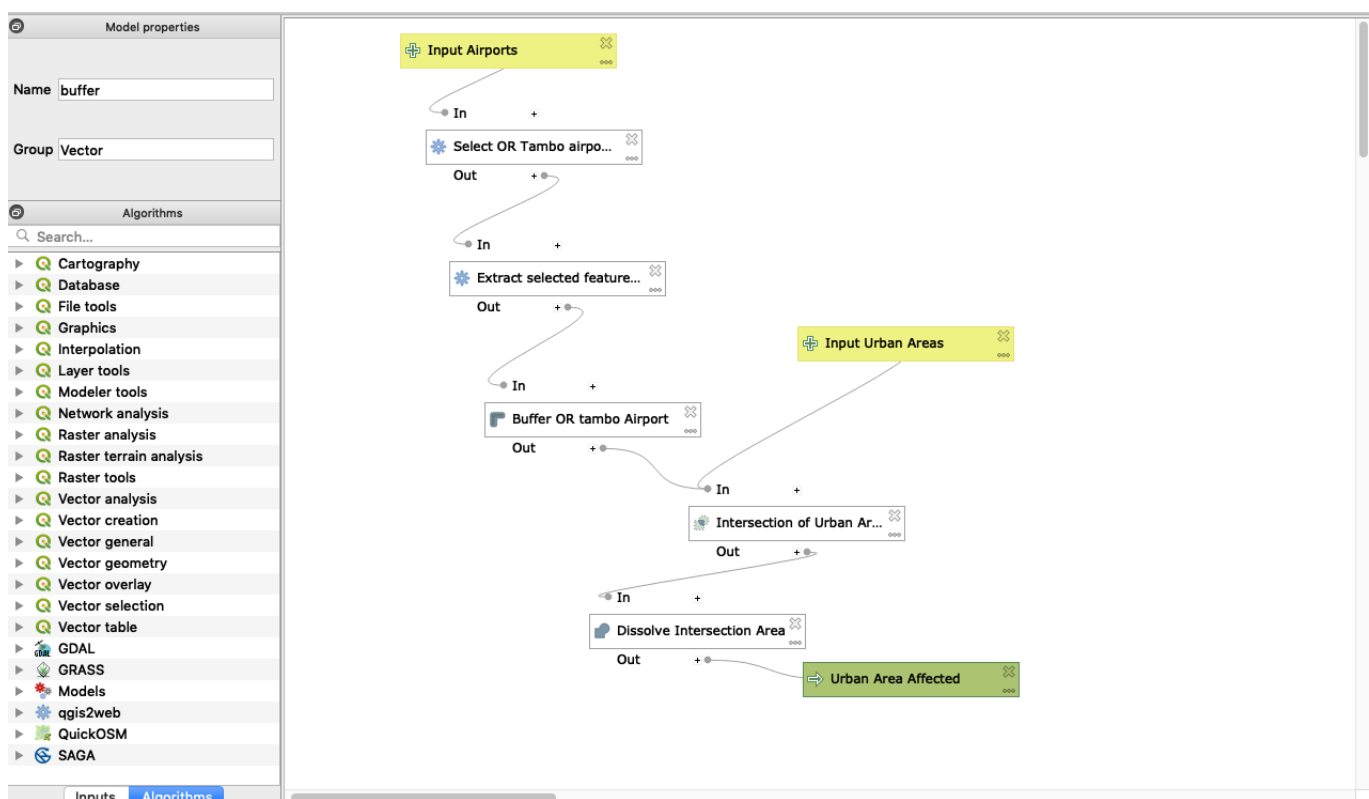 Model properties
Name buffer
Group Vector
Algorithms
Search...
Cartography
Database
File tools
Graphics
Interpolation
Layer tools
Modeler tools
Network analysis
Raster analysis
Raster terrain analysis
Raster tools
Vector analysis
Vector creation
Vector general
Vector geometry
Vector overlay
Vector selection
Vector table
GDAL
GDAL
GRASS
Models
qgis2web
QuickOSM
SAGA
Inputs Algorithms
Input Airports
In +
Select OR Tambo airpo...
Out +
In +
Extract selected feature...
Out +
Input Urban Areas
In +
Buffer OR tambo Airport
Out +
In +
Intersection of Urban Ar...
Out +
In +
Dissolve Intersection Area
Out +
Urban Area Affected